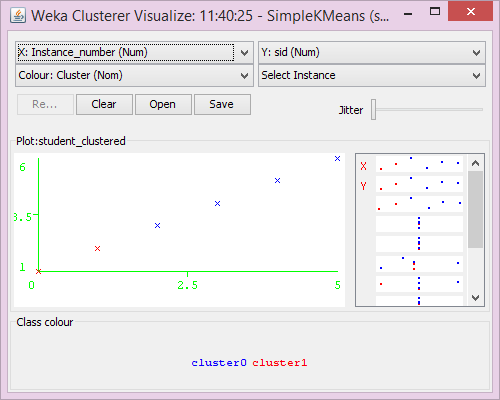 Weka Clusterer Visualize: 11:40:25 - SimpleKMeans (s...
X: Instance_number (Num) Y: sid (Num)
Colour: Cluster (Nom) Select Instance
Re... Clear Open Save Jitter
Plot:student_clustered
6
3.5
1
0 2.5 5
X
Y
Class colour
cluster0 cluster1